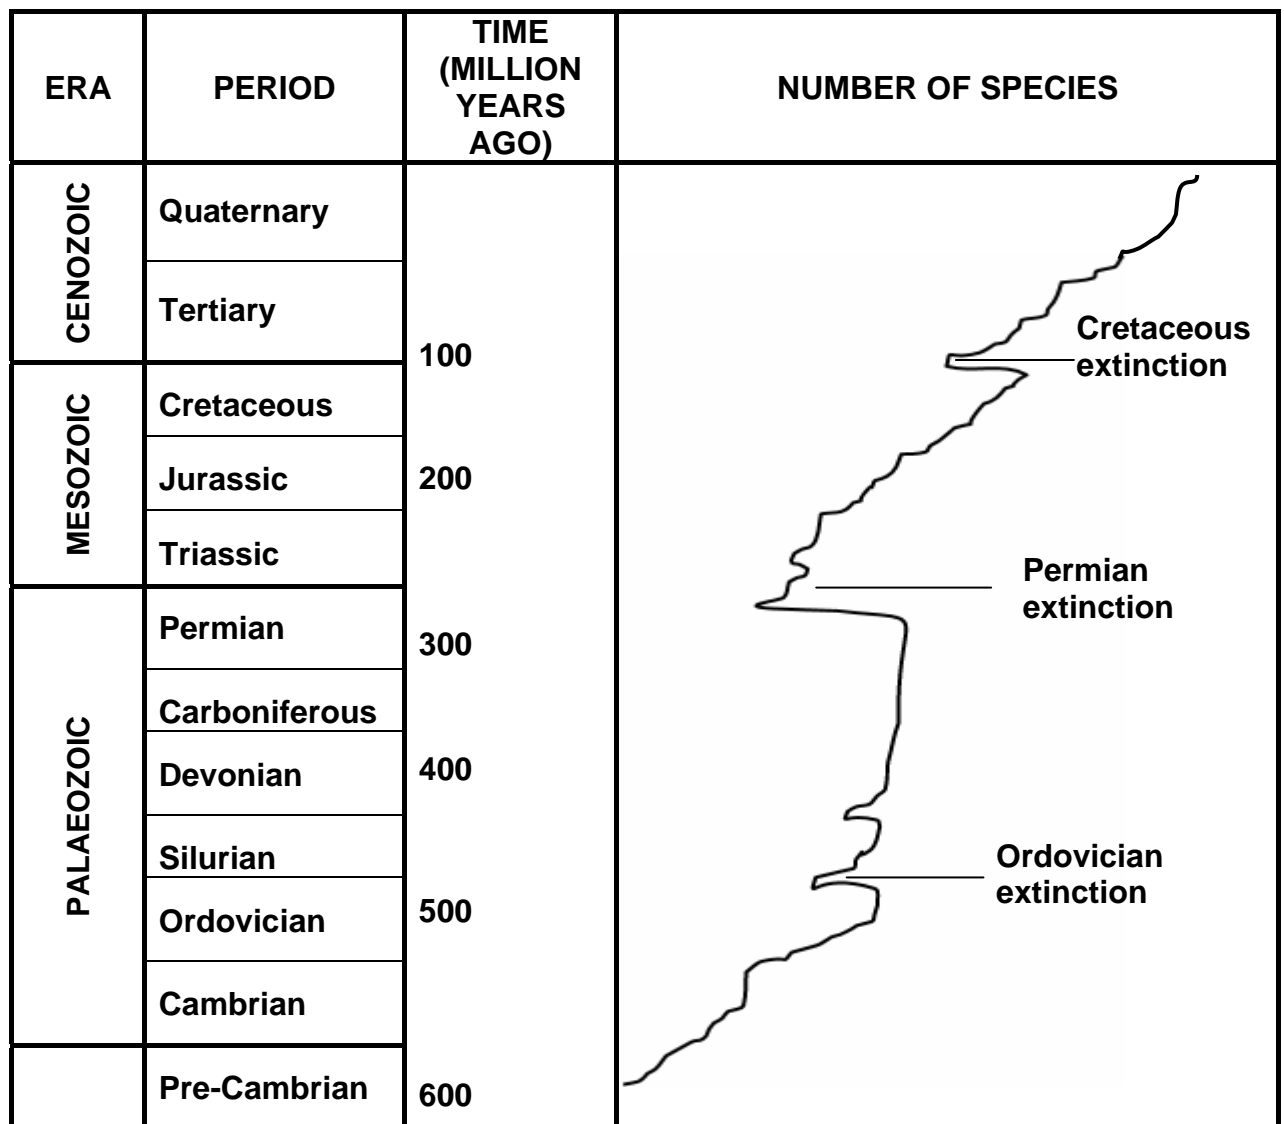 ERA
PERIOD
TIME
(MILLION
YEARS
AGO)
NUMBER OF SPECIES
CENOZOIC
Quaternary
Tertiary
100
Cretaceous
extinction
MESOZOIC
Cretaceous
Jurassic
200
Triassic
Permian
extinction
PALAEOZOIC
Permian
300
Carboniferous
Devonian
400
Silurian
Ordovician
extinction
Ordovician
500
Cambrian
Pre-Cambrian
600